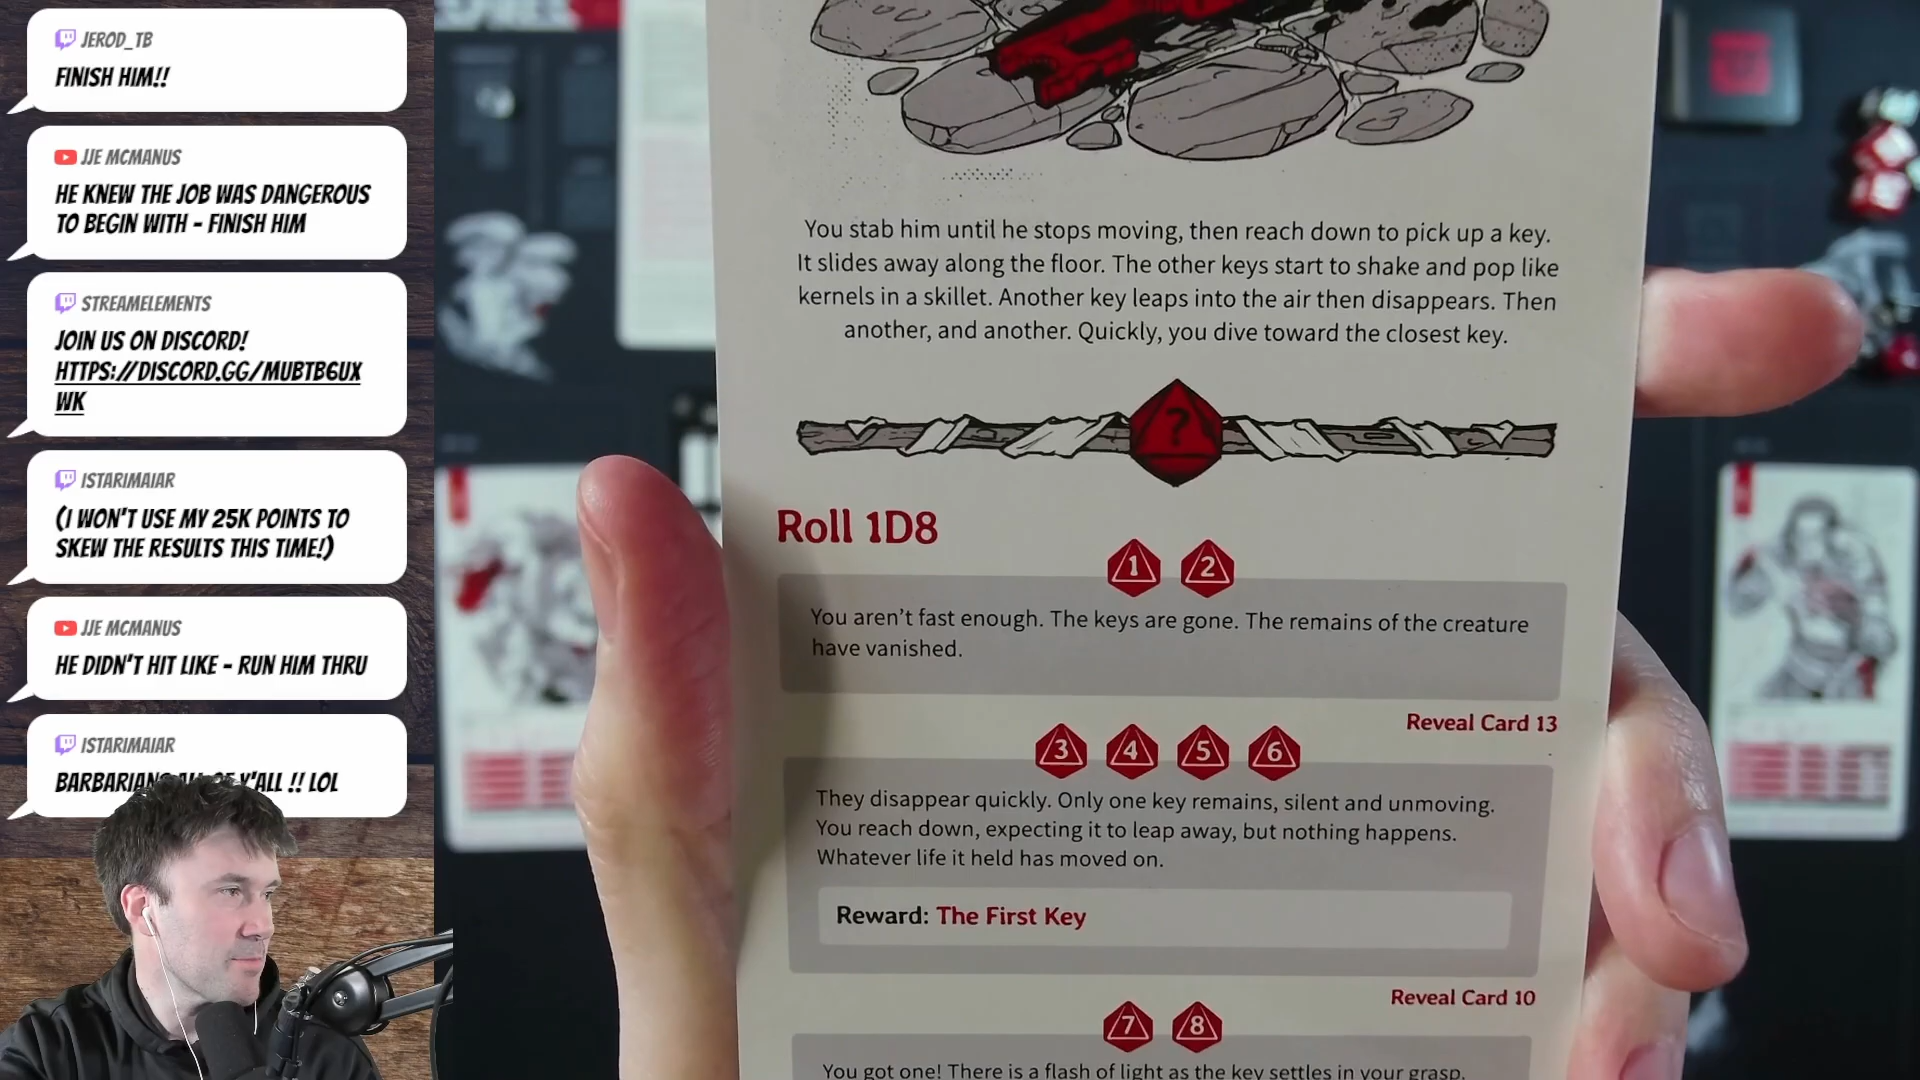 JEROD_TB
FINISH HIM!!
JJE MCMANUS
HE KNEW THE JOB WAS DANGEROUS
TO BEGIN WITH - FINISH HIM
STREAMELEMENTS
JOIN US ON DISCORD!
HTTPS://DISCORD.GG/MUBTB6UX
WK
ISTARIMAIAR
(I WON'T USE MY 25K POINTS TO
SKEW THE RESULTS THIS TIME!)
JJE MCMANUS
HE DIDN'T HIT LIKE - RUN HIM THRU
ISTARIMAIAR
BARBARIANS ALL OF Y'ALL !! LOL
You stab him until he stops moving, then reach down to pick up a key.
It slides away along the floor. The other keys start to shake and pop like
kernels in a skillet. Another key leaps into the air then disappears. Then
another, and another. Quickly, you dive toward the closest key.
?
Roll 1D8
1 2
You aren't fast enough. The keys are gone. The remains of the creature
have vanished.
Reveal Card 13
3 4 5 6
They disappear quickly. Only one key remains, silent and unmoving.
You reach down, expecting it to leap away, but nothing happens.
Whatever life it held has moved on.
Reward: The First Key
Reveal Card 10
7 8
You got one! There is a flash of light as the key settles in your grasp.